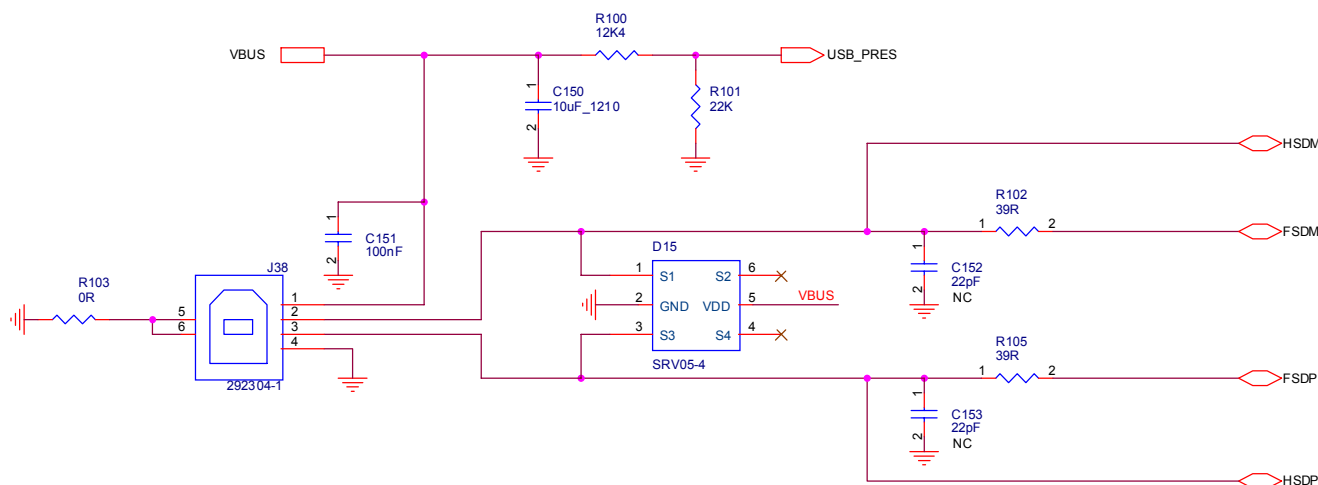 R100
12K4
VBUS
USB_PRES
1
C150
10uF_1210
2
R101
22K
HSDM
R102
39R
1
2
FSDM
1
C151
100nF
2
D15
1
S1
S2
6
2
GND
VDD
5
VBUS
3
S3
S4
4
SRV05-4
1
C152
22pF
2
NC
J38
R103
0R
5
6
1
2
3
4
292304-1
R105
39R
1
2
FSDP
1
C153
22pF
2
NC
HSDP